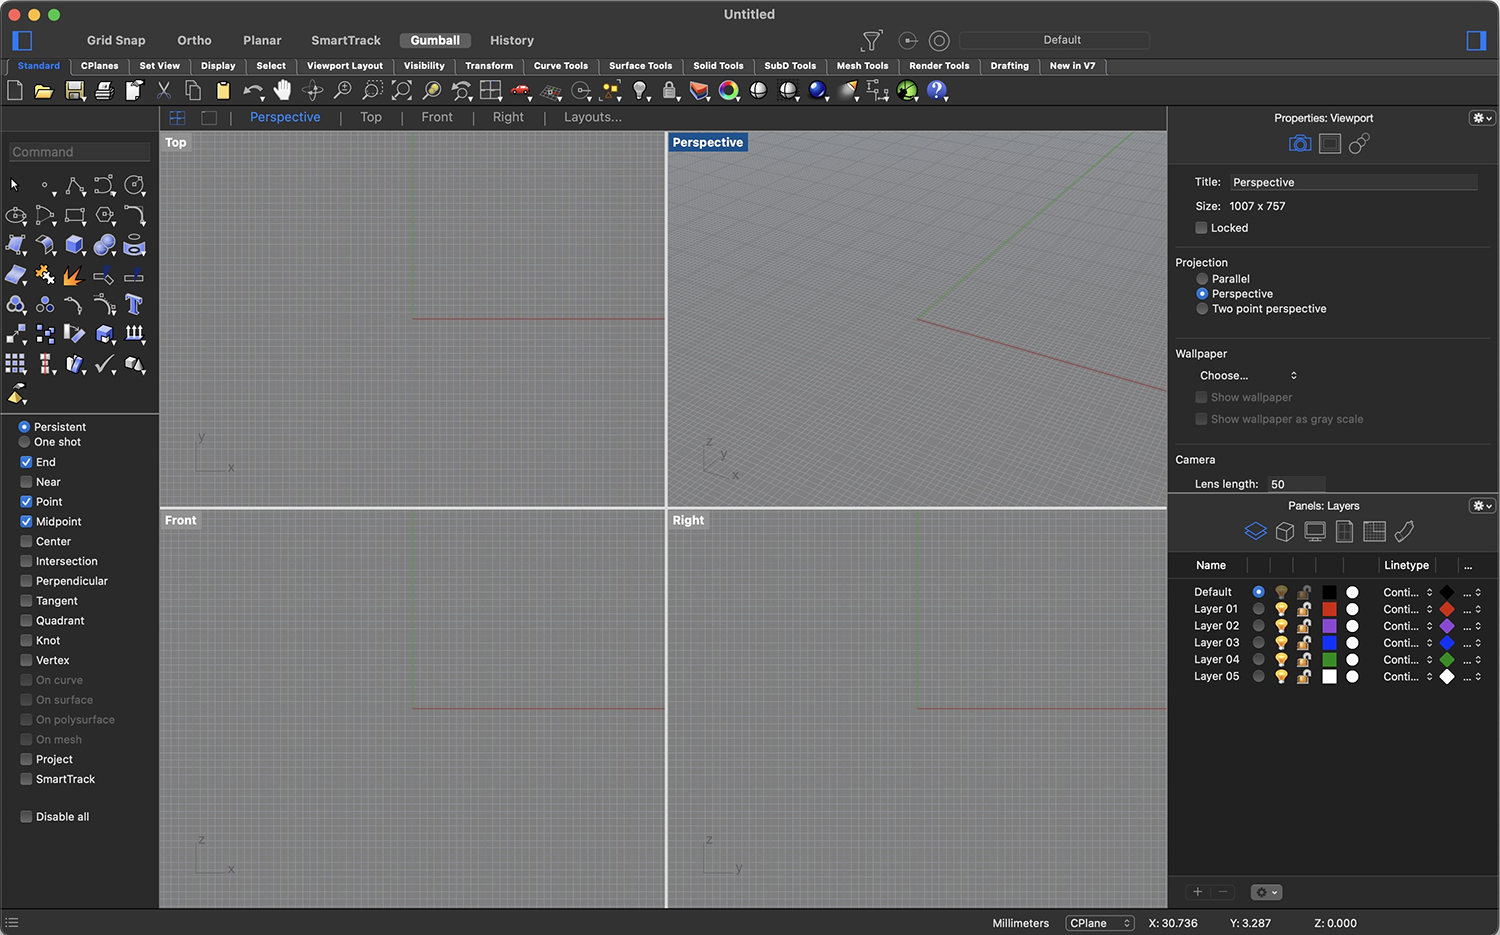 Untitled
Grid Snap Ortho Planar SmartTrack Gumball History Default
Standard CPlanes Set View Display Select Viewport Layout Visibility Transform Curve Tools Surface Tools Solid Tools SubD Tools Mesh Tools Render Tools Drafting New in V7
Perspective Top Front Right Layouts...
Command
Persistent
One shot
End
Near
Point
Midpoint
Center
Intersection
Perpendicular
Tangent
Quadrant
Knot
Vertex
On curve
On surface
On polysurface
On mesh
Project
SmartTrack
Disable all
Top
y
x
Perspective
z
y
x
Front
z
x
Right
z
y
Properties: Viewport
Title: Perspective
Size: 1007 x 757
Locked
Projection
Parallel
Perspective
Two point perspective
Wallpaper
Choose...
Show wallpaper
Show wallpaper as gray scale
Camera
Lens length: 50
Panels: Layers
Name Linetype ...
Default Conti... ...
Layer 01 Conti... ...
Layer 02 Conti... ...
Layer 03 Conti... ...
Layer 04 Conti... ...
Layer 05 Conti... ...
Millimeters CPlane X: 30.736 Y: 3.287 Z: 0.000